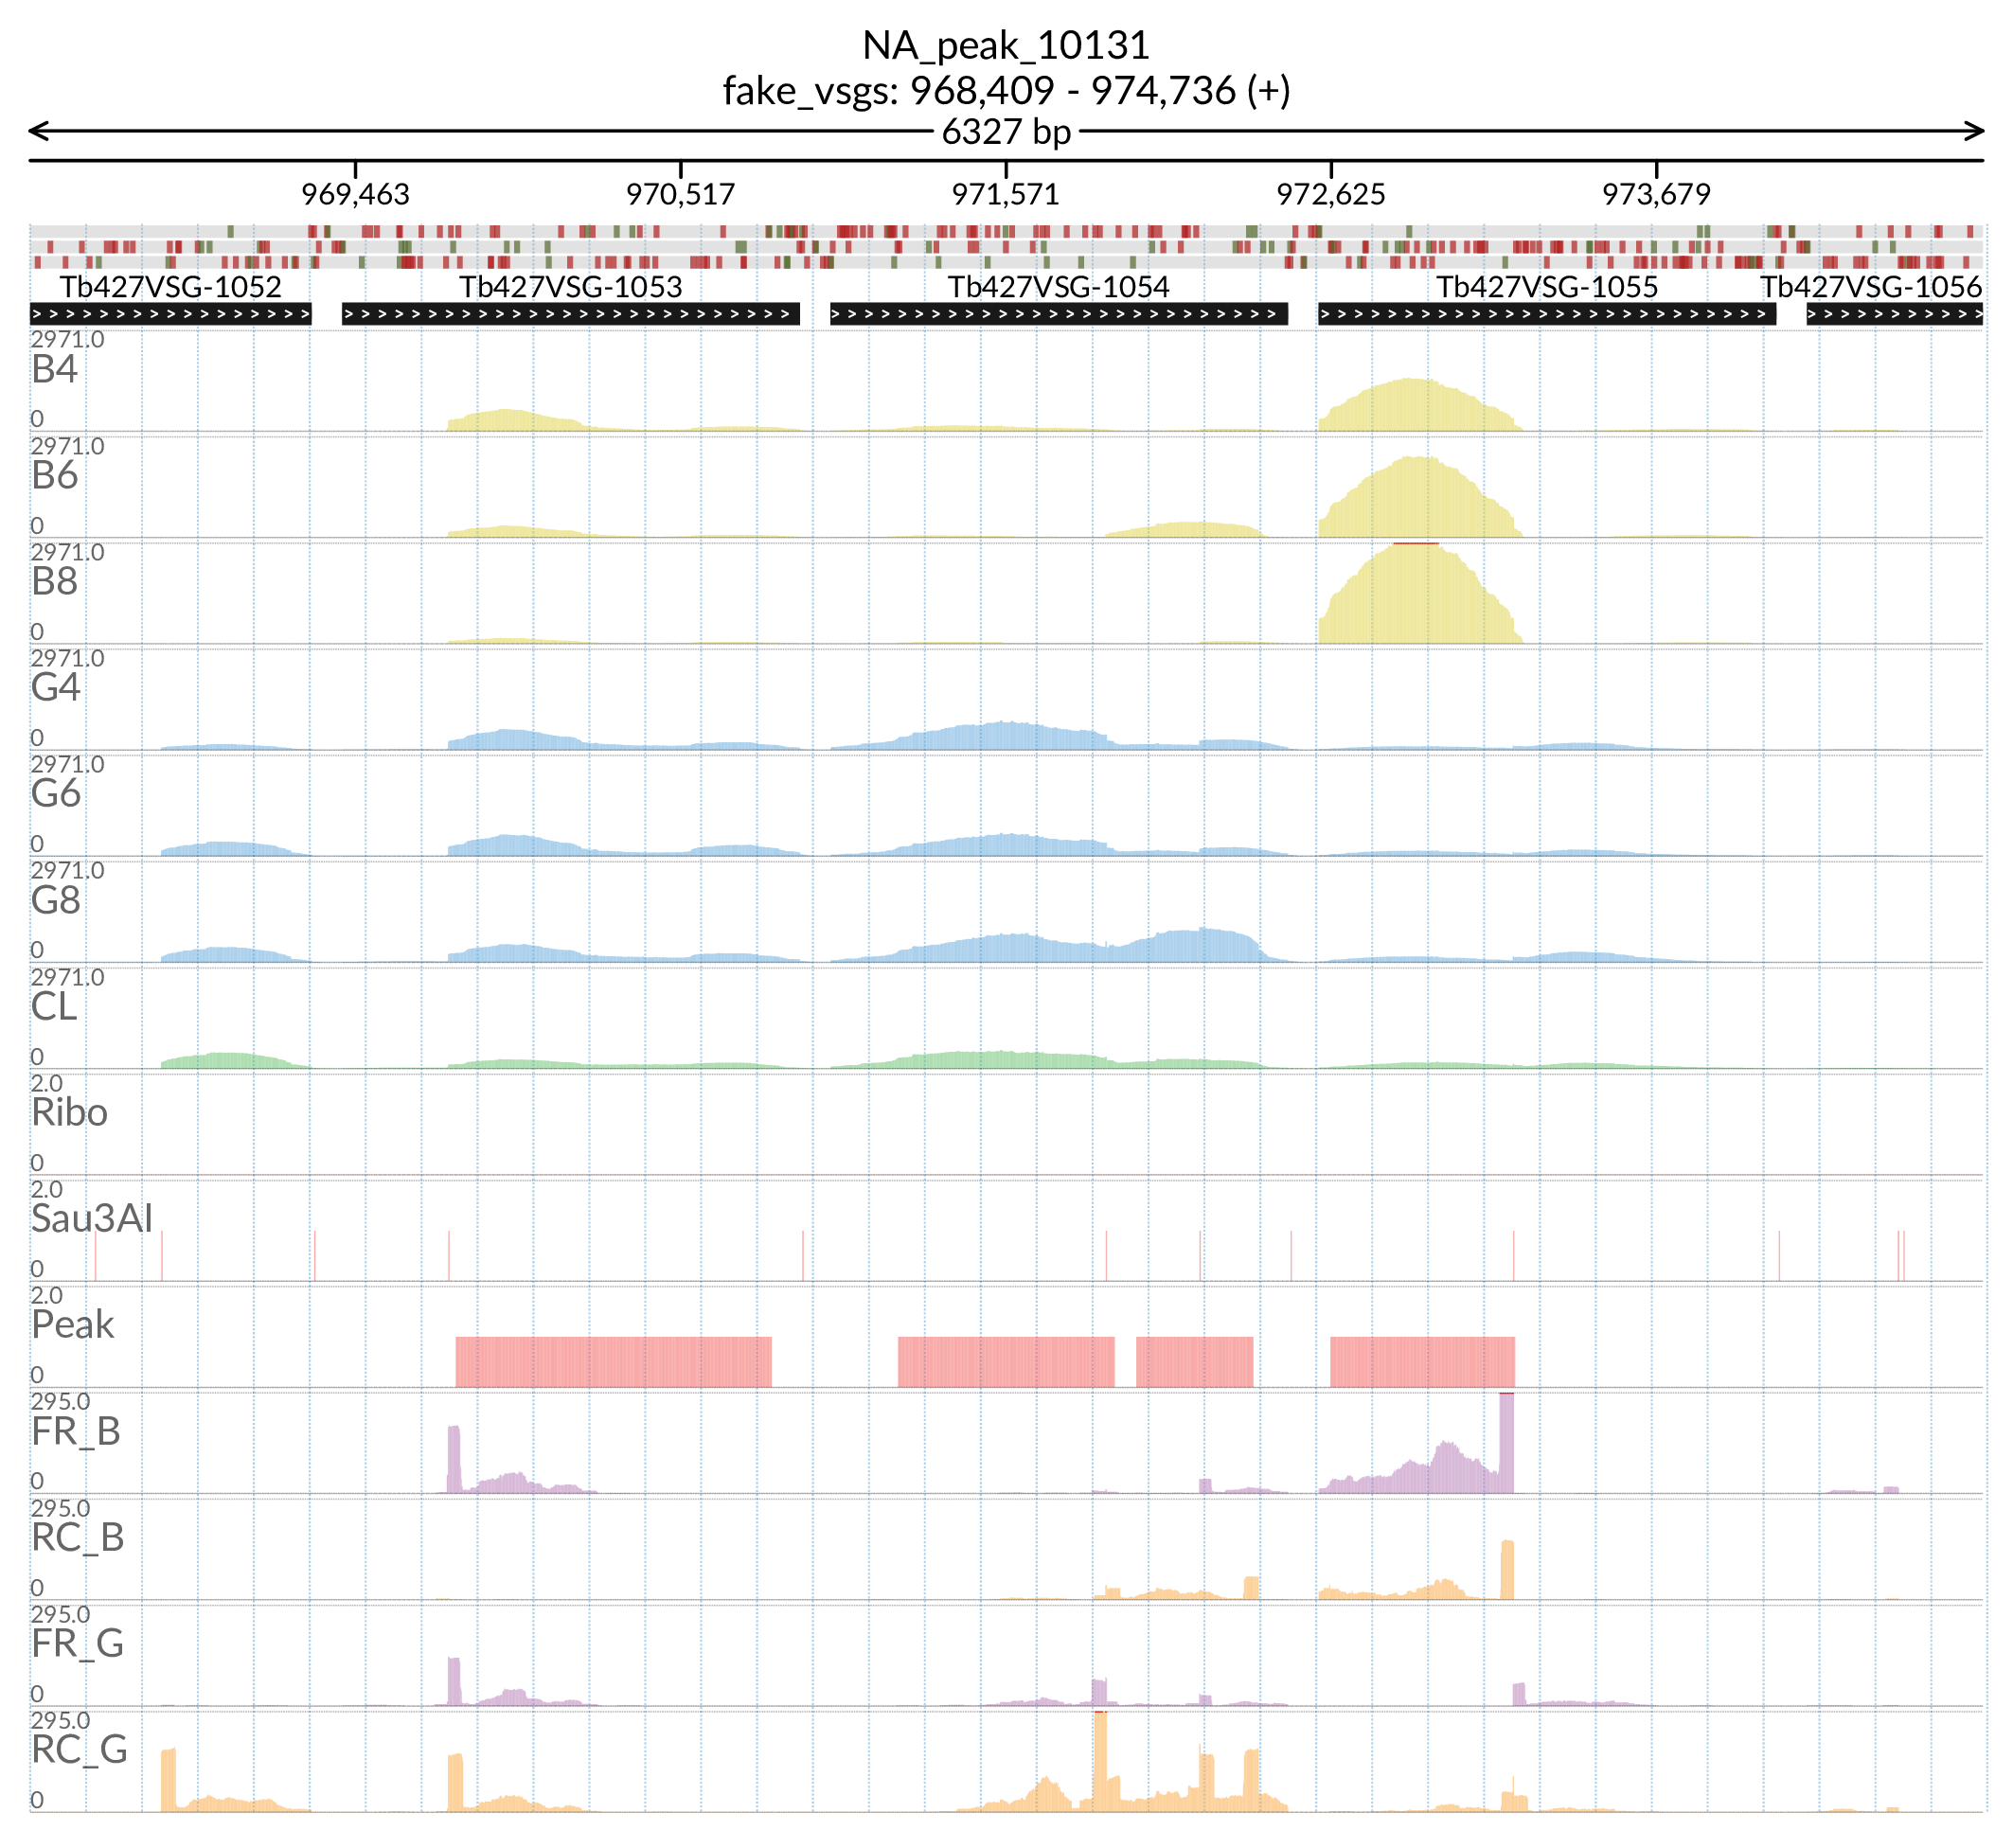 NA_peak_10131
fake_vsgs: 968,409 - 974,736 (+)
6327 bp
969,463 970,517 971,571 972,625 973,679
Tb427VSG-1052 Tb427VSG-1053 Tb427VSG-1054 Tb427VSG-1055 Tb427VSG-1056
2971.0
B4
0
2971.0
B6
0
2971.0
B8
0
2971.0
G4
0
2971.0
G6
0
2971.0
G8
0
2971.0
CL
0
2.0
Ribo
0
2.0
Sau3AI
0
2.0
Peak
0
295.0
FR_B
0
295.0
RC_B
0
295.0
FR_G
0
295.0
RC_G
0